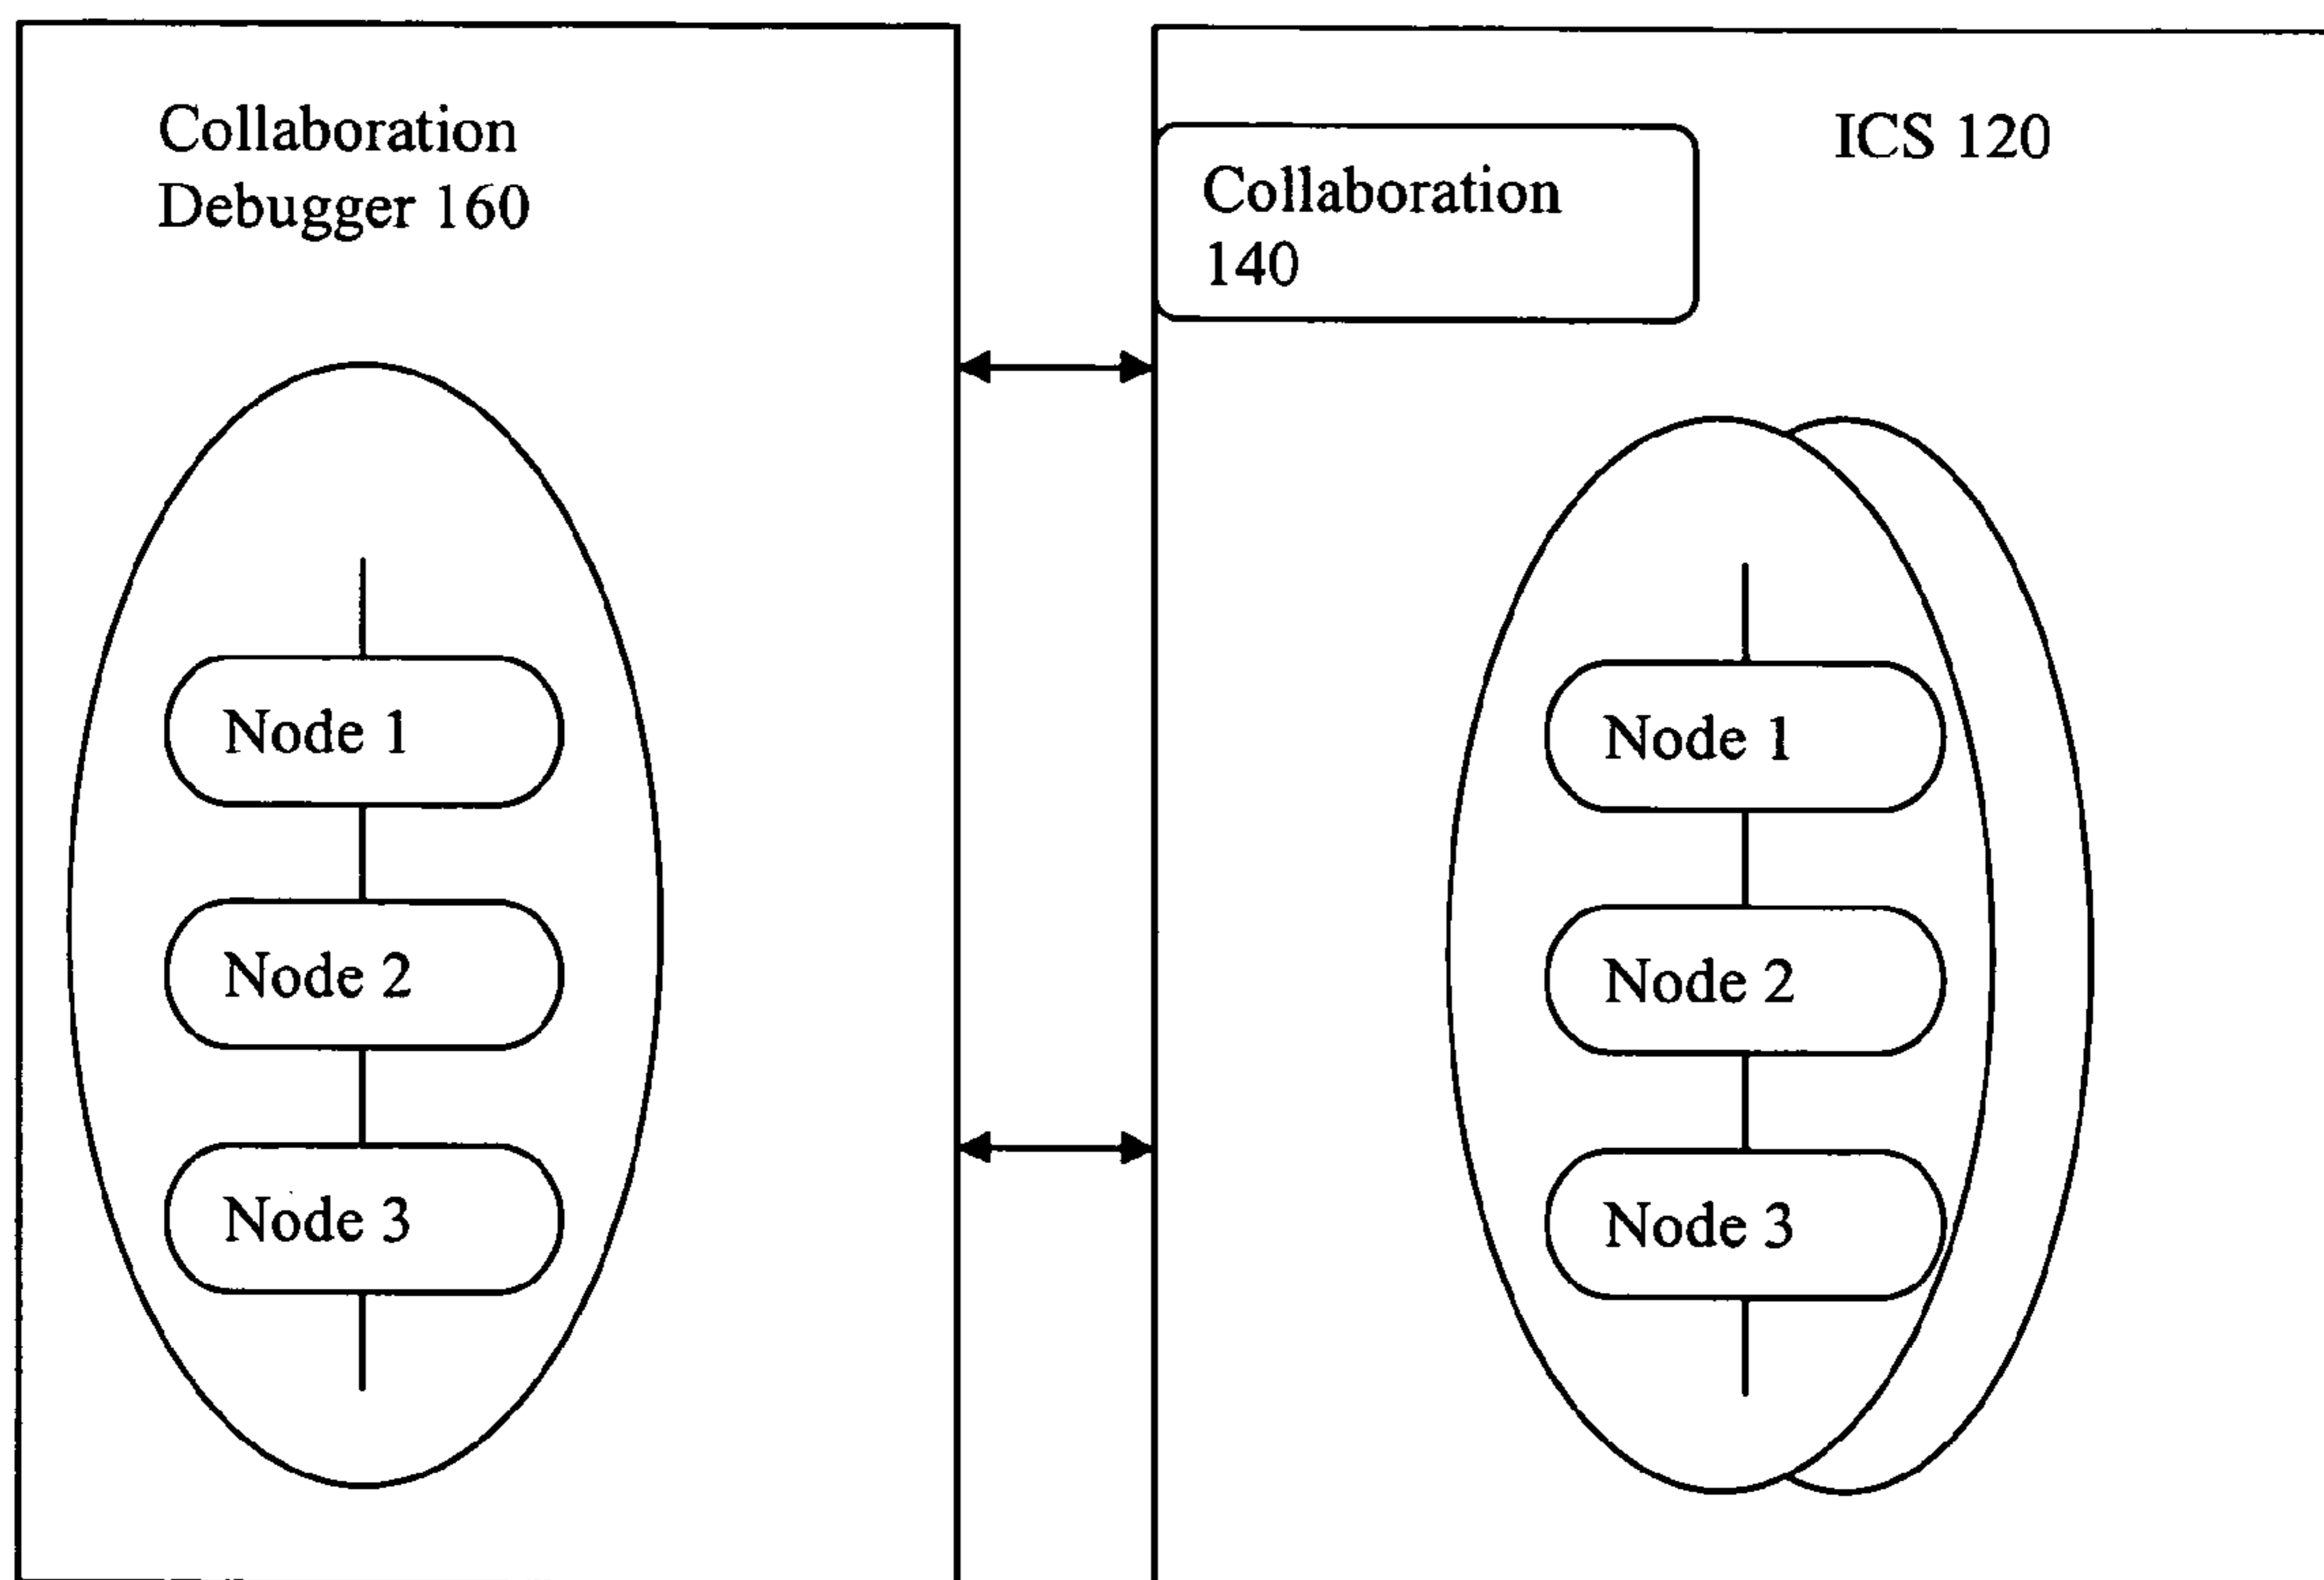 Collaboration
Debugger 160
Node 1
Node 2
Node 3
Collaboration
140
ICS 120
Node 1
Node 2
Node 3